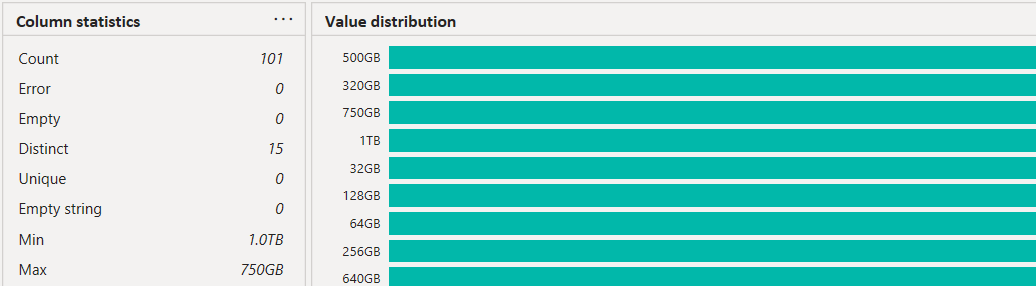 Column statistics ...
Count 101
Error 0
Empty 0
Distinct 15
Unique 0
Empty string 0
Min 1.0TB
Max 750GB
Value distribution
500GB
320GB
750GB
1TB
32GB
128GB
64GB
256GB
640GB